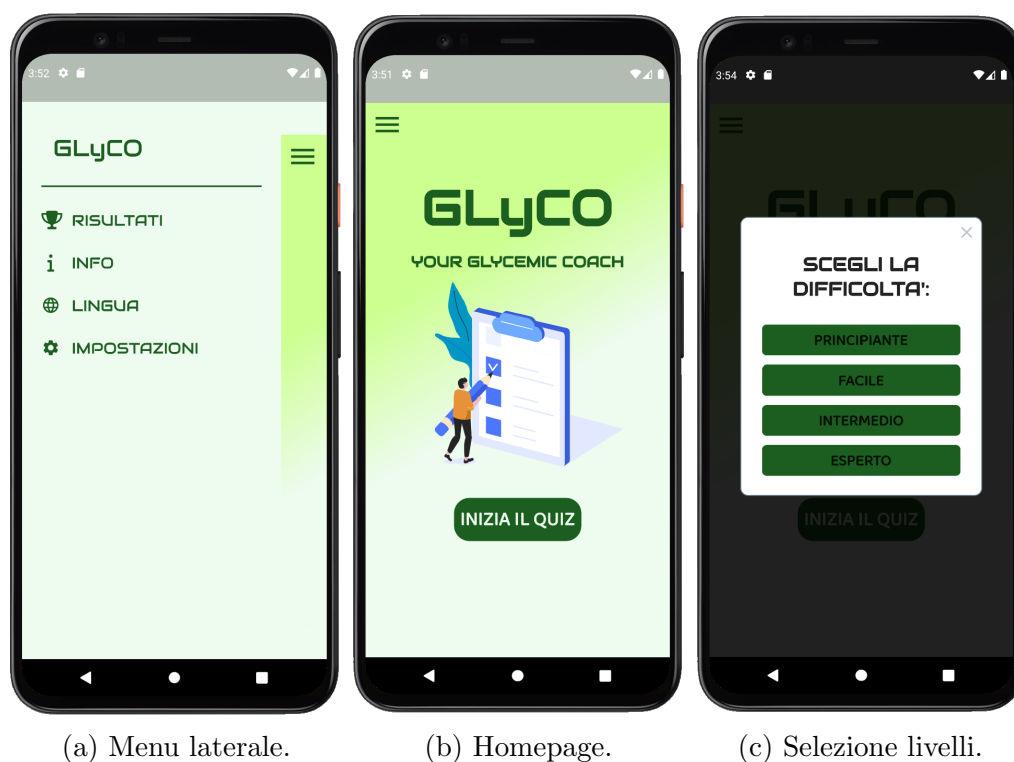 3:52
GLyCO
RISULTATI
INFO
LINGUA
IMPOSTAZIONI
(a) Menu laterale.
3:51
GLyCO
YOUR GLYCEMIC COACH
INIZIA IL QUIZ
(b) Homepage.
3:54
GLyCO
SCEGLI LA
DIFFICOLTA':
PRINCIPIANTE
FACILE
INTERMEDIO
ESPERTO
INIZIA IL QUIZ
(c) Selezione livelli.